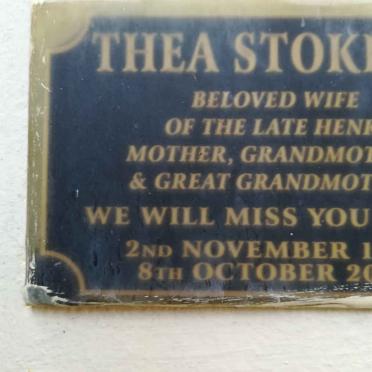 THEA STOK
BELOVED WIFE
OF THE LATE HENK
MOTHER, GRANDMOT
& GREAT GRANDMOT
WE WILL MISS YOU
2ND NOVEMBER 1
8TH OCTOBER 20